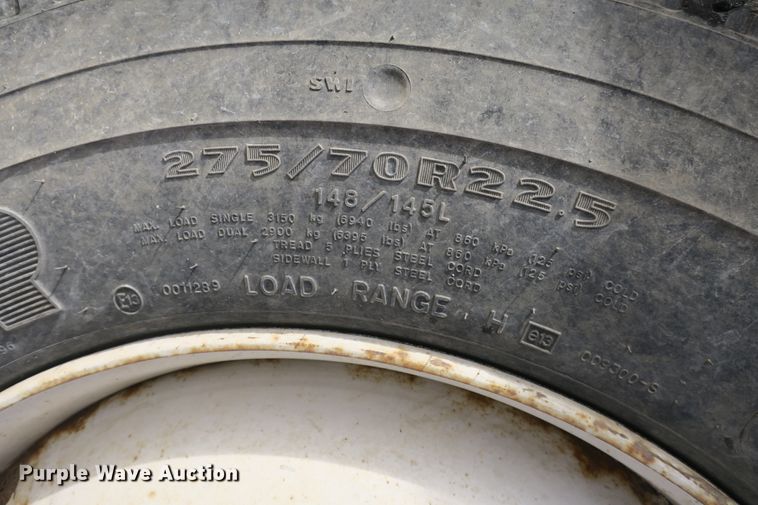 SWI
275/70R22.5
148/145L
MAX. LOAD SINGLE 3150 kg (6940 lbs) AT 860 kPa (125 psi) COLD
MAX. LOAD DUAL 2900 kg (6395 lbs) AT 860 kPa (125 psi) COLD
TREAD 5 PLIES STEEL CORD
SIDEWALL 1 PLY STEEL CORD
E13 0011239 LOAD RANGE H e13
Purple Wave Auction